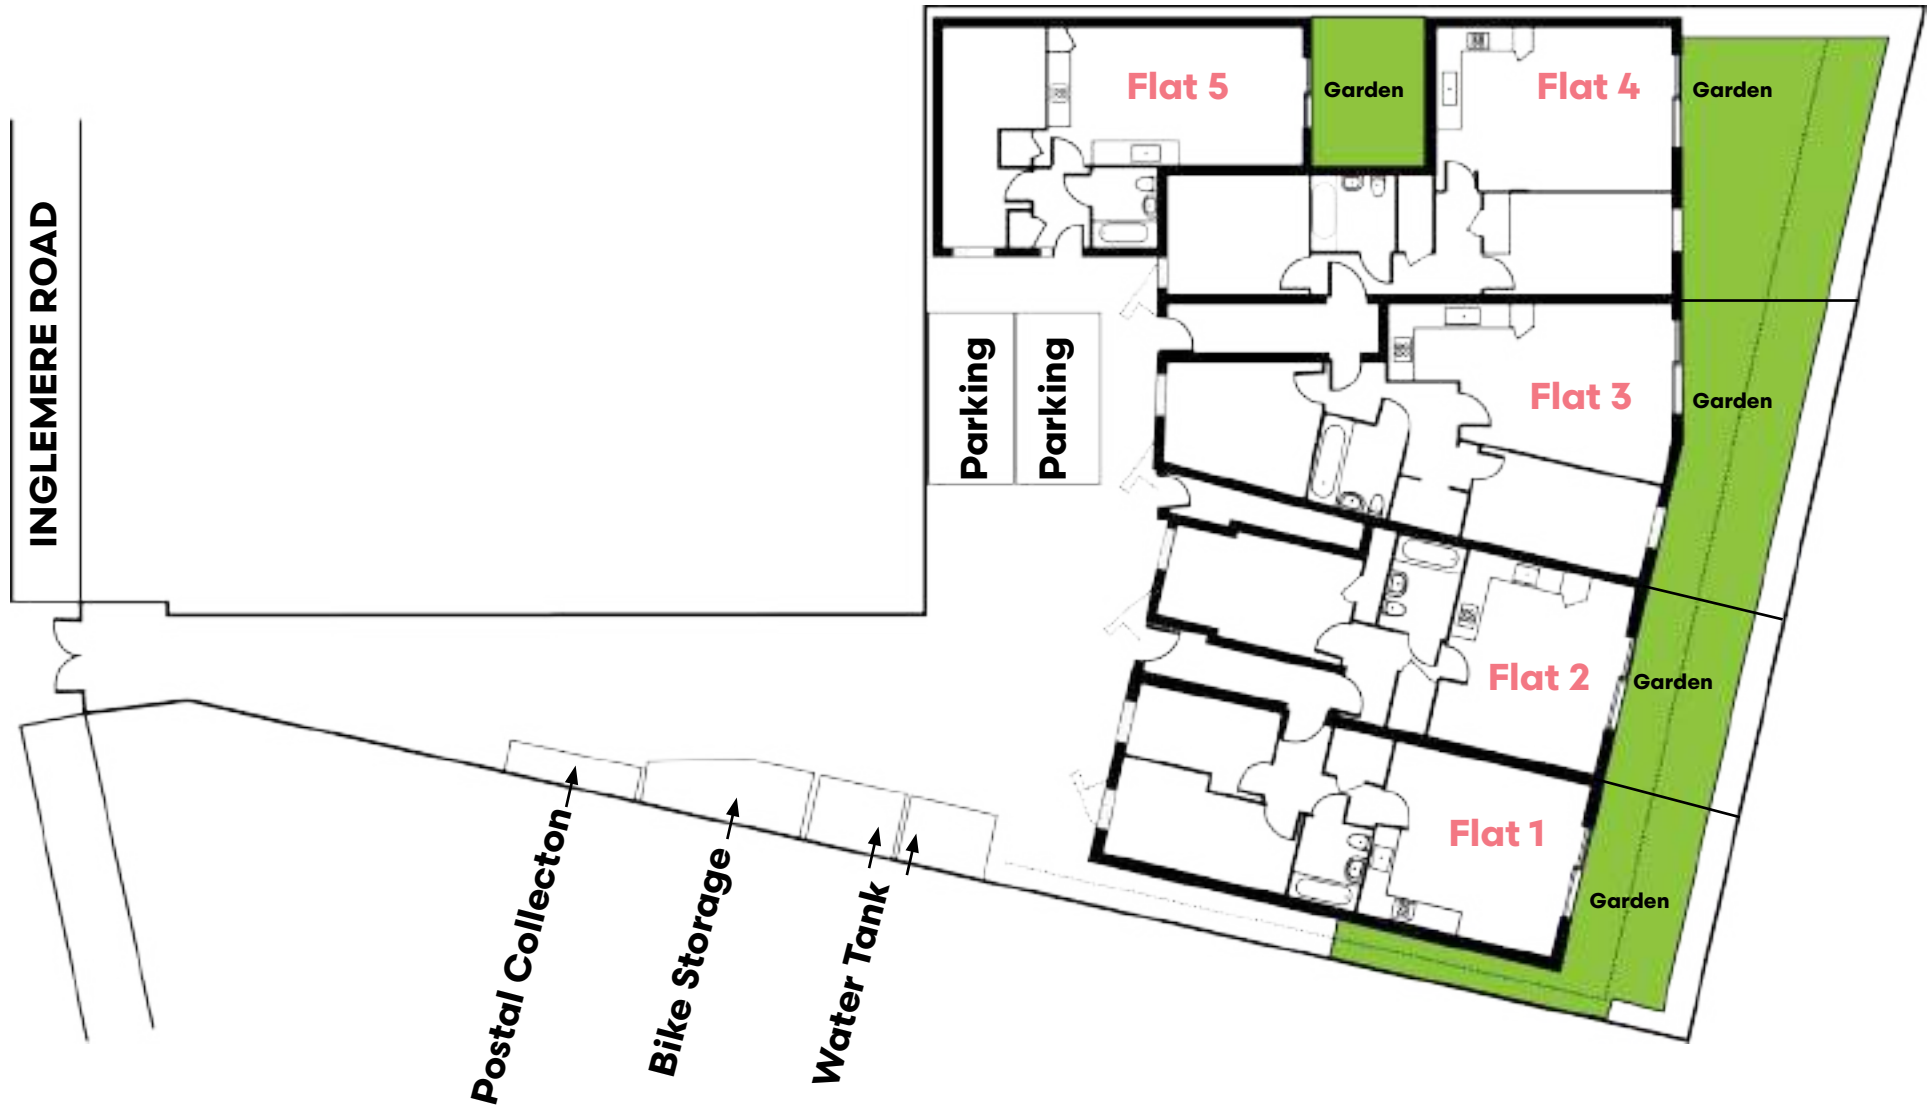 Flat 5
Garden
Flat 4
Garden
INGLEMERE ROAD
Parking
Parking
Flat 3
Garden
Flat 2
Garden
Flat 1
Garden
Postal Collecton
Bike Storage
Water Tank